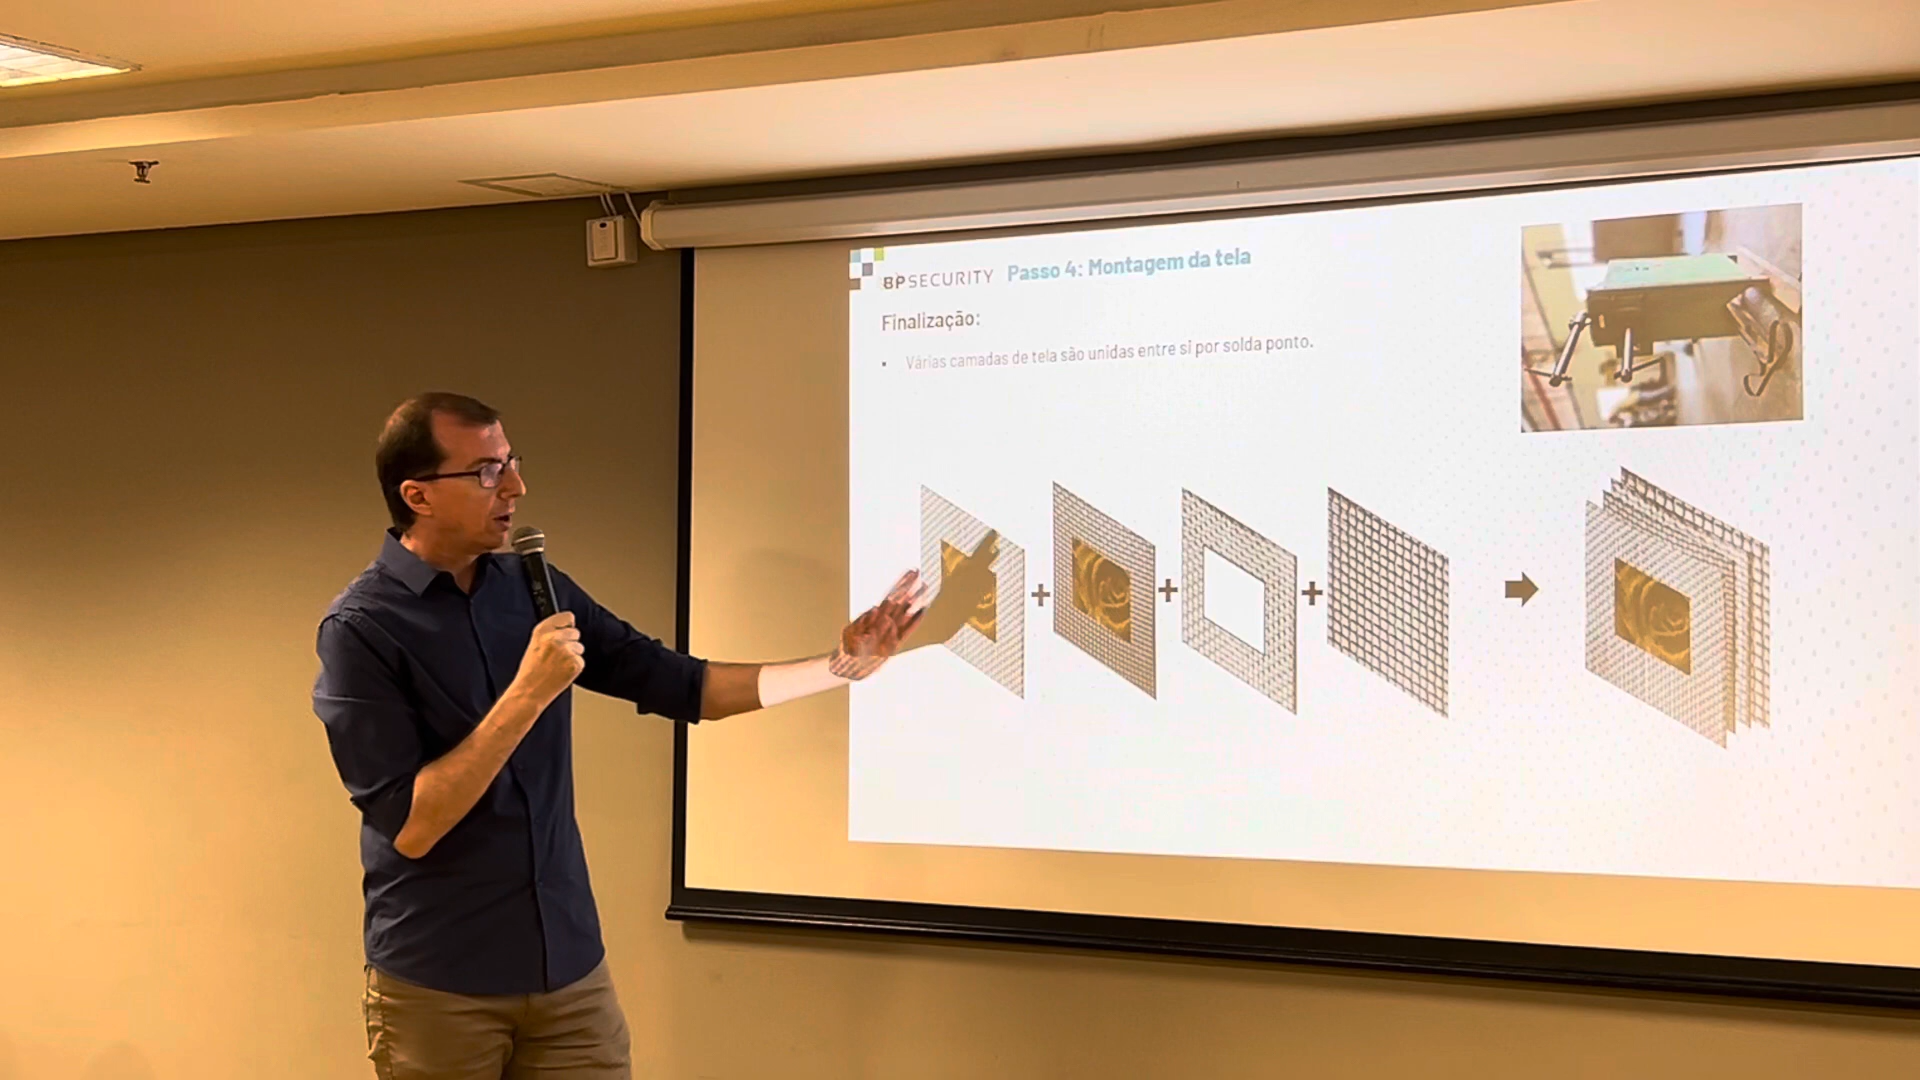 BPSECURITY Passo 4: Montagem da tela
Finalização:
▪ Várias camadas de tela são unidas entre si por solda ponto.
+ + +